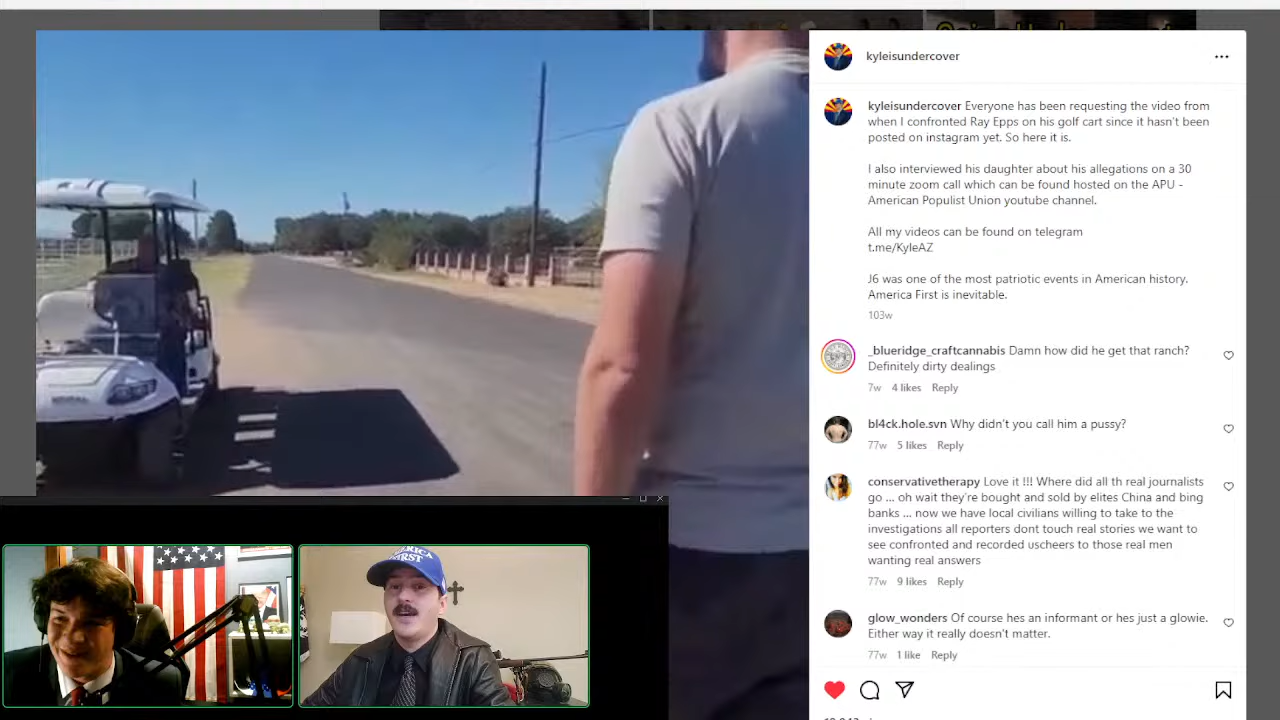 kyleisundercover
kyleisundercover Everyone has been requesting the video from
when I confronted Ray Epps on his golf cart since it hasn't been
posted on instagram yet. So here it is.
I also interviewed his daughter about his allegations on a 30
minute zoom call which can be found hosted on the APU -
American Populist Union youtube channel.
All my videos can be found on telegram
t.me/KyleAZ
J6 was one of the most patriotic events in American history.
America First is inevitable.
103w
_blueridge_craftcannabis Damn how did he get that ranch?
Definitely dirty dealings
7w 4 likes Reply
bl4ck.hole.svn Why didn't you call him a pussy?
77w 5 likes Reply
conservativetherapy Love it !!! Where did all th real journalists
go ... oh wait they're bought and sold by elites China and bing
banks ... now we have local civilians willing to take to the
investigations all reporters dont touch real stories we want to
see confronted and recorded uscheers to those real men
wanting real answers
77w 9 likes Reply
glow_wonders Of course hes an informant or hes just a glowie.
Either way it really doesn't matter.
77w 1 like Reply
FIRST